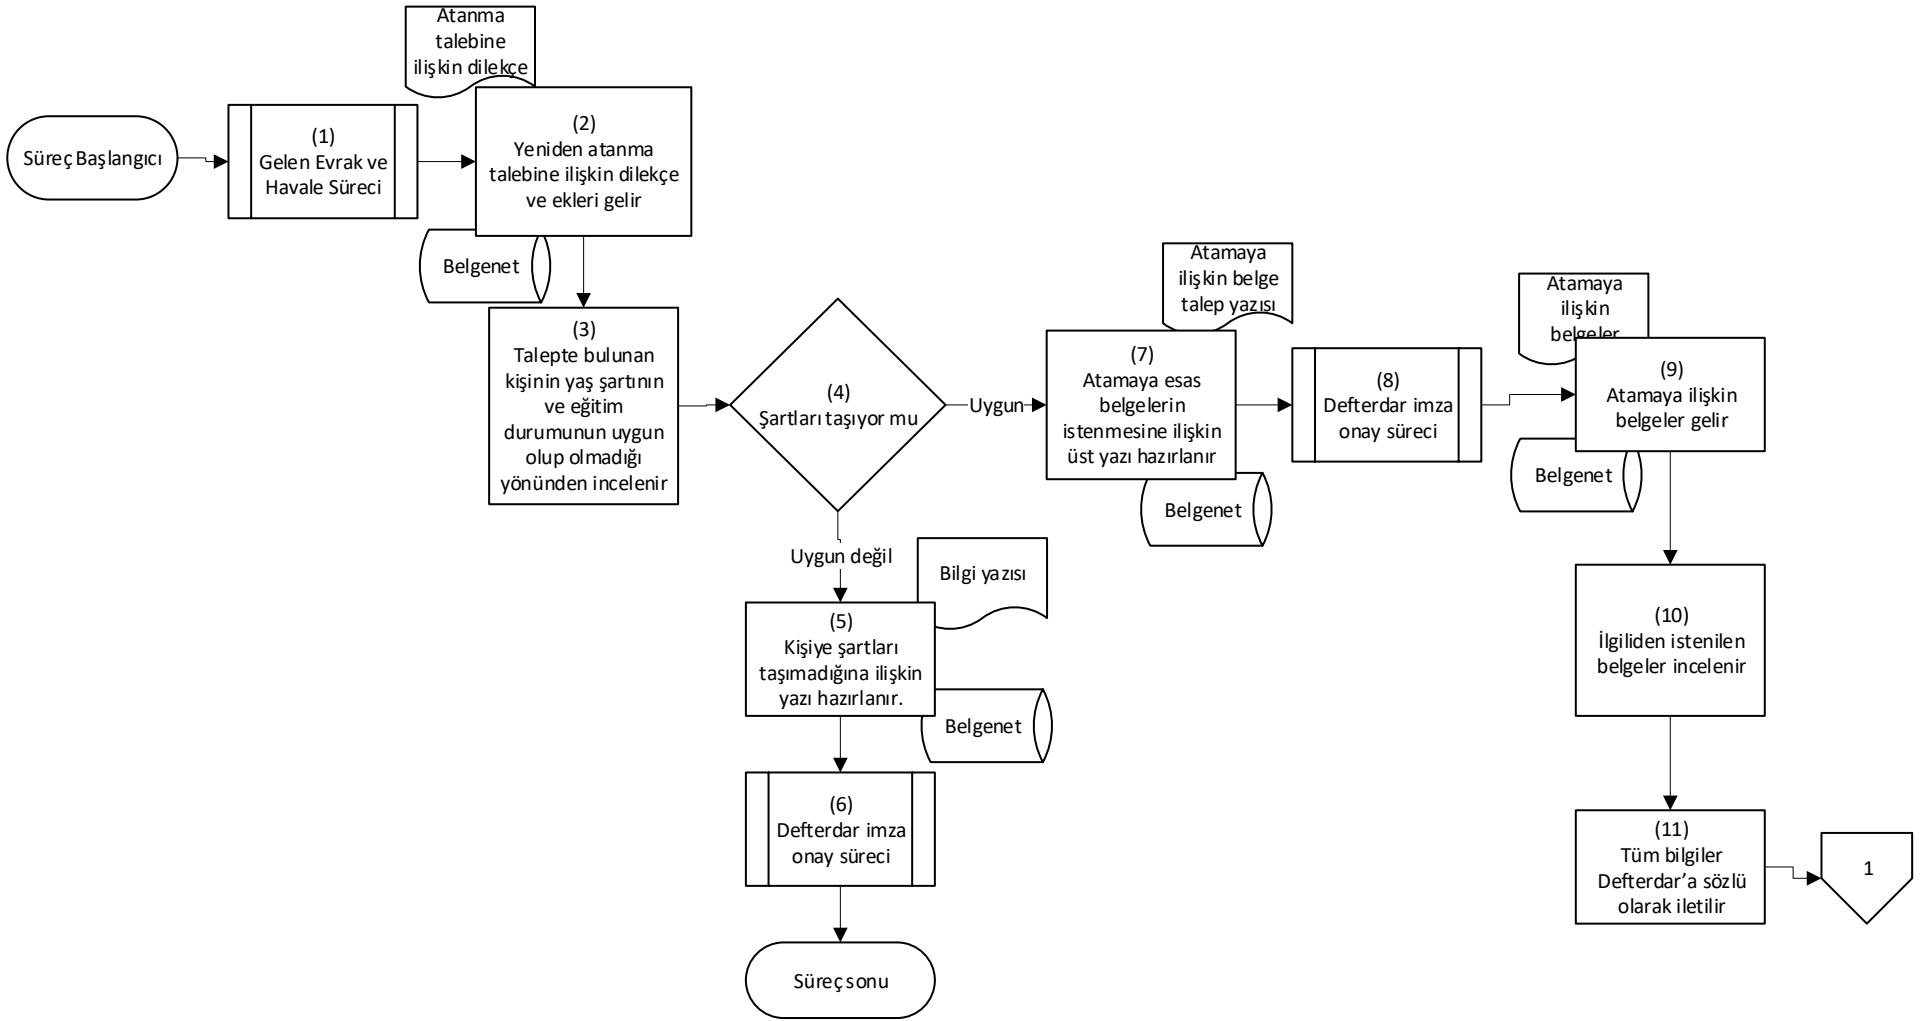 Atanma
talebine
ilişkin dilekçe
Süreç Başlangıcı
(1)
Gelen Evrak ve
Havale Süreci
(2)
Yeniden atanma
talebine ilişkin dilekçe
ve ekleri gelir
Belgenet
(3)
Talepte bulunan
kişinin yaş şartının
ve eğitim
durumunun uygun
olup olmadığı
yönünden incelenir
(4)
Şartları taşıyor mu
Uygun değil
Bilgi yazısı
(5)
Kişiye şartları
taşımadığına ilişkin
yazı hazırlanır.
Belgenet
(6)
Defterdar imza
onay süreci
Süreç sonu
Uygun
Atamaya
ilişkin belge
talep yazısı
(7)
Atamaya esas
belgelerin
istenmesine ilişkin
üst yazı hazırlanır
Belgenet
(8)
Defterdar imza
onay süreci
Atamaya
ilişkin
belgeler
(9)
Atamaya ilişkin
belgeler gelir
Belgenet
(10)
İlgiliden istenilen
belgeler incelenir
(11)
Tüm bilgiler
Defterdar’a sözlü
olarak iletilir
1